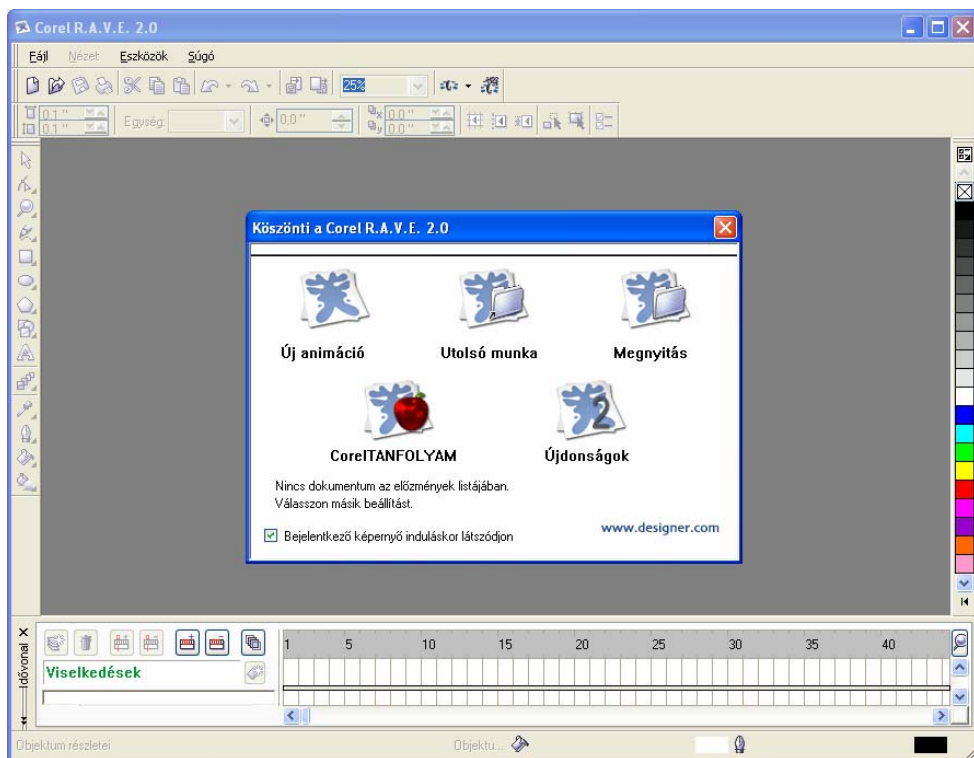 Corel R.A.V.E. 2.0
Fájl Nézet Eszközök Súgó
25%
0.1 "
0.1 "
Egység:
0.0 "
x 0.0 "
y 0.0 "
Köszönti a Corel R.A.V.E. 2.0
Új animáció
Utolsó munka
Megnyitás
CorelTANFOLYAM
Újdonságok
Nincs dokumentum az előzmények listájában.
Válasszon másik beállítást.
Bejelentkező képernyő induláskor látszódjon
www.designer.com
Idővonal
1 5 10 15 20 25 30 35 40
Viselkedések
Objektum részletei
Objektu...